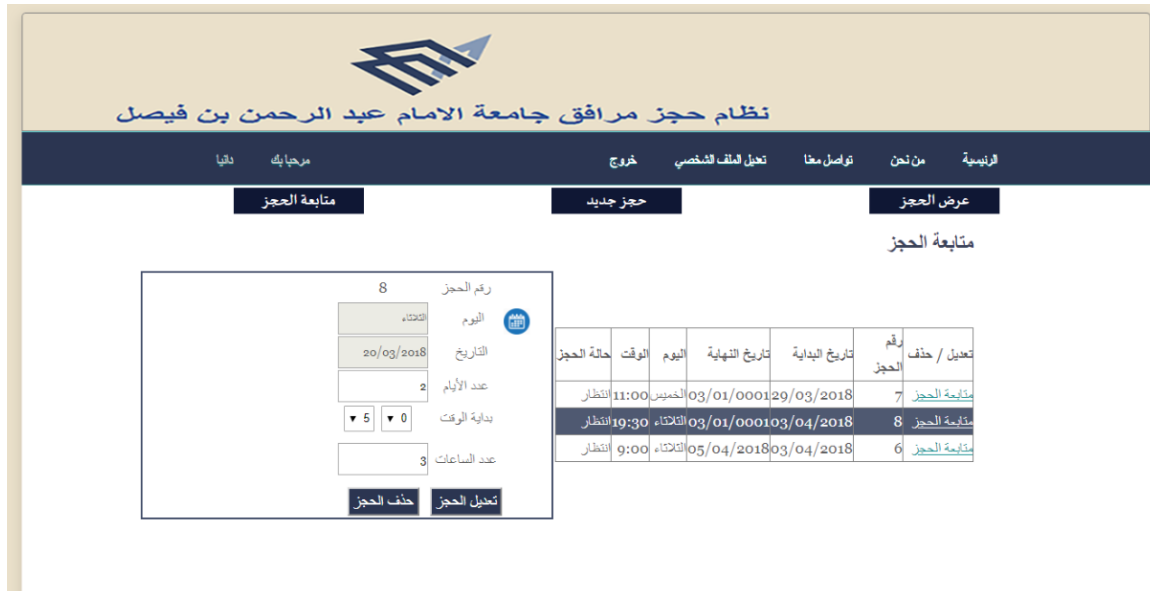 نظام حجز مرافق جامعة الامام عبد الرحمن بن فيصل
الرئيسية من نحن تواصل معنا تعديل الملف الشخصي خروج مرحبا بك دانيا
عرض الحجز حجز جديد متابعة الحجز
متابعة الحجز
تعديل / حذف رقم الحجز تاريخ البداية تاريخ النهاية اليوم الوقت حالة الحجز
متابعة الحجز 7 29/03/2018 03/01/0001 الخميس 11:00 انتظار
متابعة الحجز 8 03/04/2018 03/01/0001 الثلاثاء 19:30 انتظار
متابعة الحجز 6 03/04/2018 05/04/2018 الثلاثاء 9:00 انتظار
رقم الحجز 8
اليوم الثلاثاء
التاريخ 20/03/2018
عدد الأيام 2
بداية الوقت 0 5
عدد الساعات 3
تعديل الحجز حذف الحجز